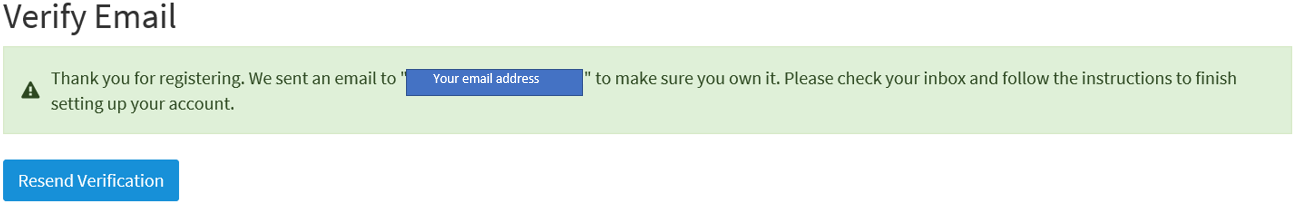 Verify Email
Thank you for registering. We sent an email to "Your email address" to make sure you own it. Please check your inbox and follow the instructions to finish
setting up your account.
Resend Verification